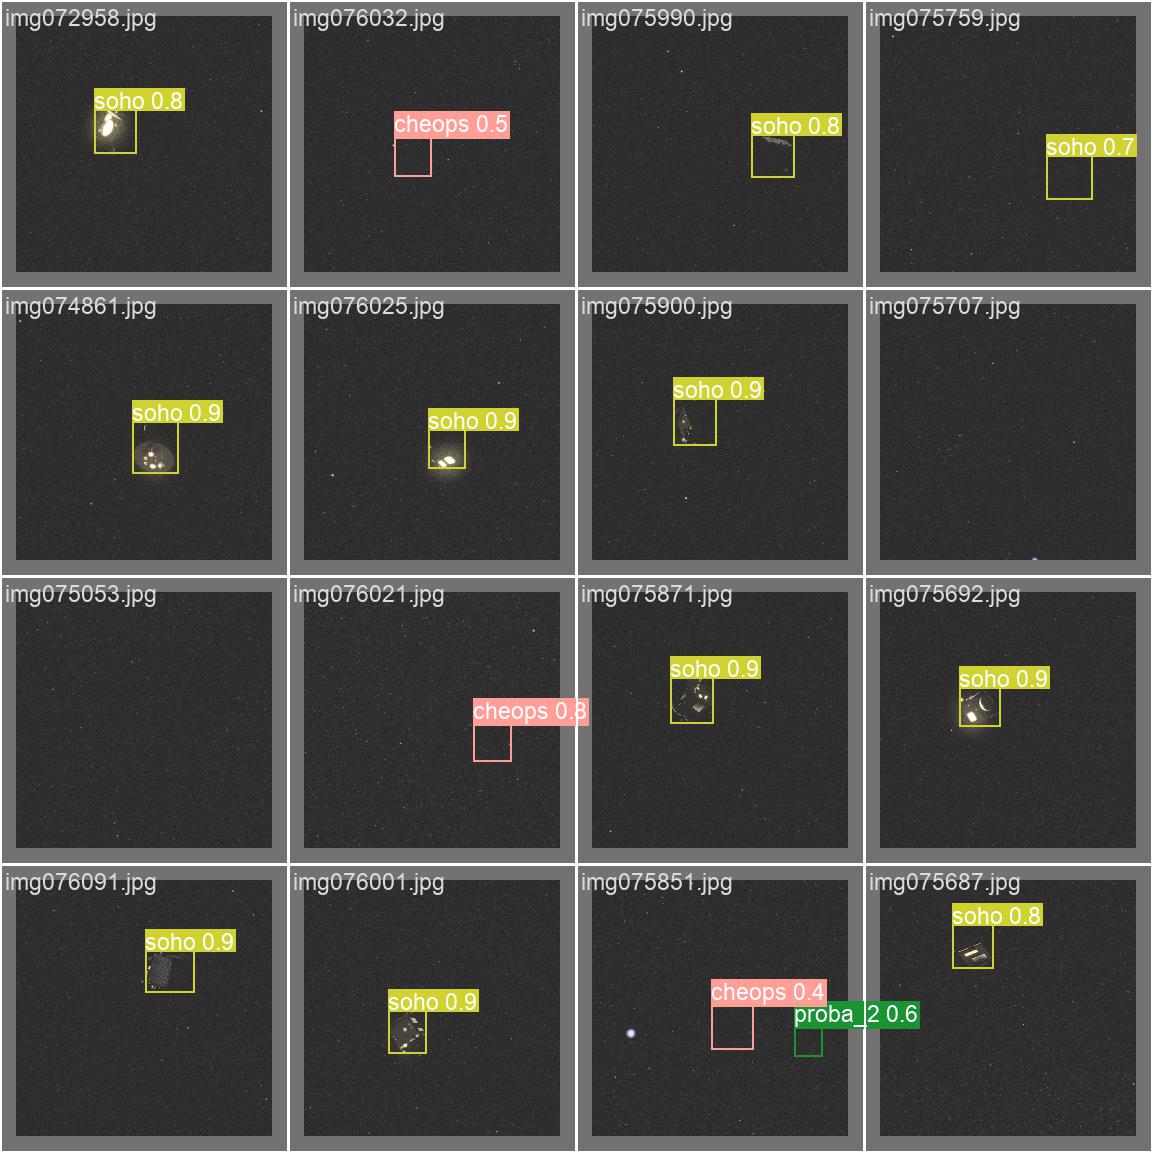 img072958.jpg
soho 0.8
img076032.jpg
cheops 0.5
img075990.jpg
soho 0.8
img075759.jpg
soho 0.7
img074861.jpg
soho 0.9
img076025.jpg
soho 0.9
img075900.jpg
soho 0.9
img075707.jpg
img075053.jpg
img076021.jpg
cheops 0.8
img075871.jpg
soho 0.9
img075692.jpg
soho 0.9
img076091.jpg
soho 0.9
img076001.jpg
soho 0.9
img075851.jpg
cheops 0.4
proba_2 0.6
img075687.jpg
soho 0.8